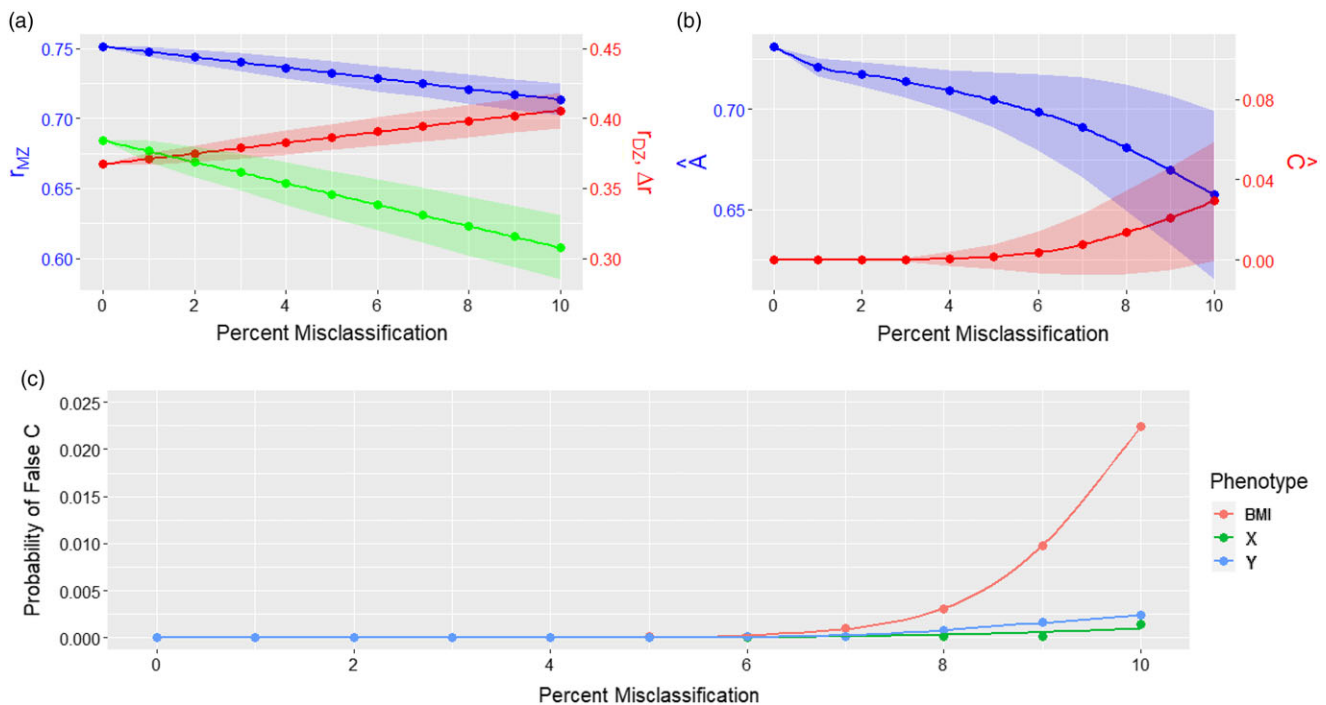 (a)
0.75
0.70
0.65
0.60
r_MZ
0.45
0.40
0.35
0.30
r_DZ, Δr
0 2 4 6 8 10
Percent Misclassification
(b)
0.70
0.65
Â
0.08
0.04
0.00
Ĉ
0 2 4 6 8 10
Percent Misclassification
(c)
0.025
0.020
0.015
0.010
0.005
0.000
Probability of False C
0 2 4 6 8 10
Percent Misclassification
Phenotype
BMI
X
Y